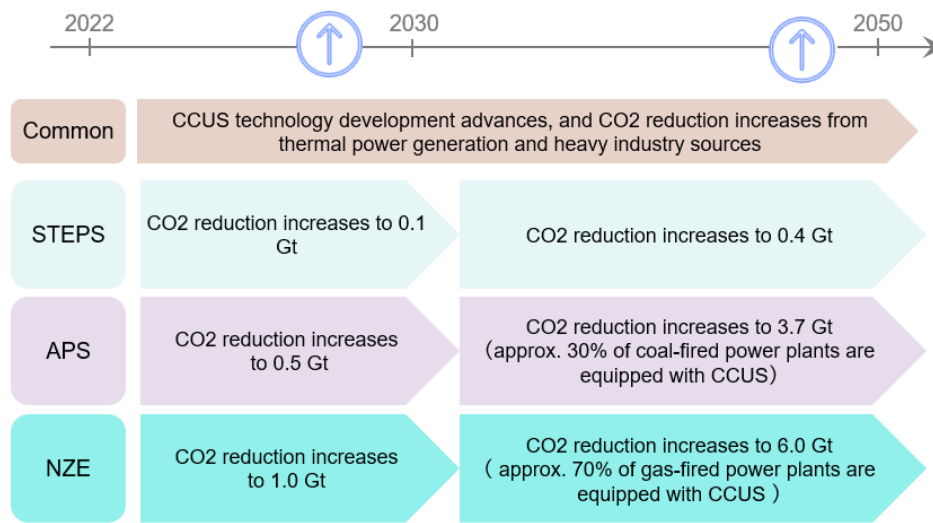 2022
2030
2050
Common
CCUS technology development advances, and CO2 reduction increases from
thermal power generation and heavy industry sources
STEPS
CO2 reduction increases to 0.1
Gt
CO2 reduction increases to 0.4 Gt
APS
CO2 reduction increases
to 0.5 Gt
CO2 reduction increases to 3.7 Gt
（approx. 30% of coal-fired power plants are
equipped with CCUS）
NZE
CO2 reduction increases
to 1.0 Gt
CO2 reduction increases to 6.0 Gt
（ approx. 70% of gas-fired power plants are
equipped with CCUS ）